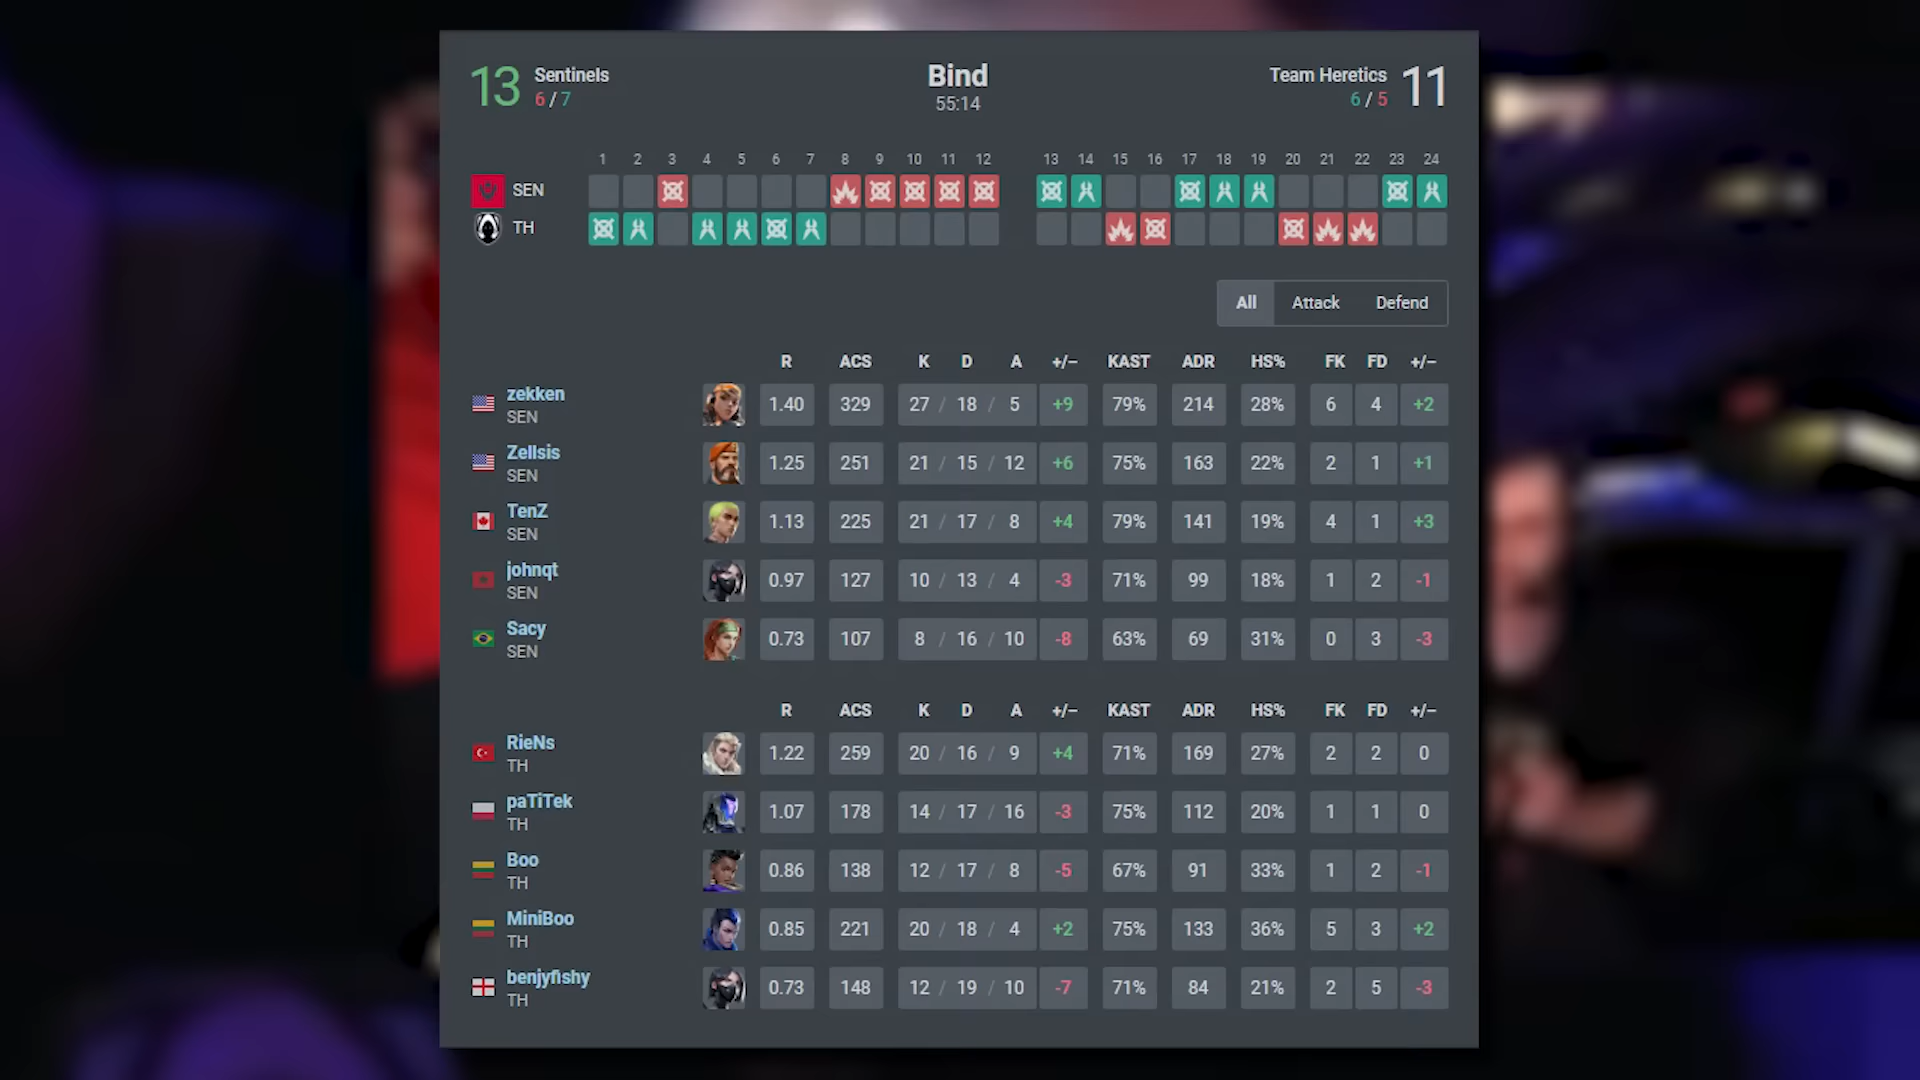 13 Sentinels Bind Team Heretics 11
6 / 7 55:14 6 / 5
1 2 3 4 5 6 7 8 9 10 11 12 13 14 15 16 17 18 19 20 21 22 23 24
SEN
TH
All Attack Defend
R ACS K D A +/– KAST ADR HS% FK FD +/–
zekken SEN 1.40 329 27 / 18 / 5 +9 79% 214 28% 6 4 +2
Zellsis SEN 1.25 251 21 / 15 / 12 +6 75% 163 22% 2 1 +1
TenZ SEN 1.13 225 21 / 17 / 8 +4 79% 141 19% 4 1 +3
johnqt SEN 0.97 127 10 / 13 / 4 -3 71% 99 18% 1 2 -1
Sacy SEN 0.73 107 8 / 16 / 10 -8 63% 69 31% 0 3 -3
R ACS K D A +/– KAST ADR HS% FK FD +/–
RieNs TH 1.22 259 20 / 16 / 9 +4 71% 169 27% 2 2 0
paTiTek TH 1.07 178 14 / 17 / 16 -3 75% 112 20% 1 1 0
Boo TH 0.86 138 12 / 17 / 8 -5 67% 91 33% 1 2 -1
MiniBoo TH 0.85 221 20 / 18 / 4 +2 75% 133 36% 5 3 +2
benjyfishy TH 0.73 148 12 / 19 / 10 -7 71% 84 21% 2 5 -3